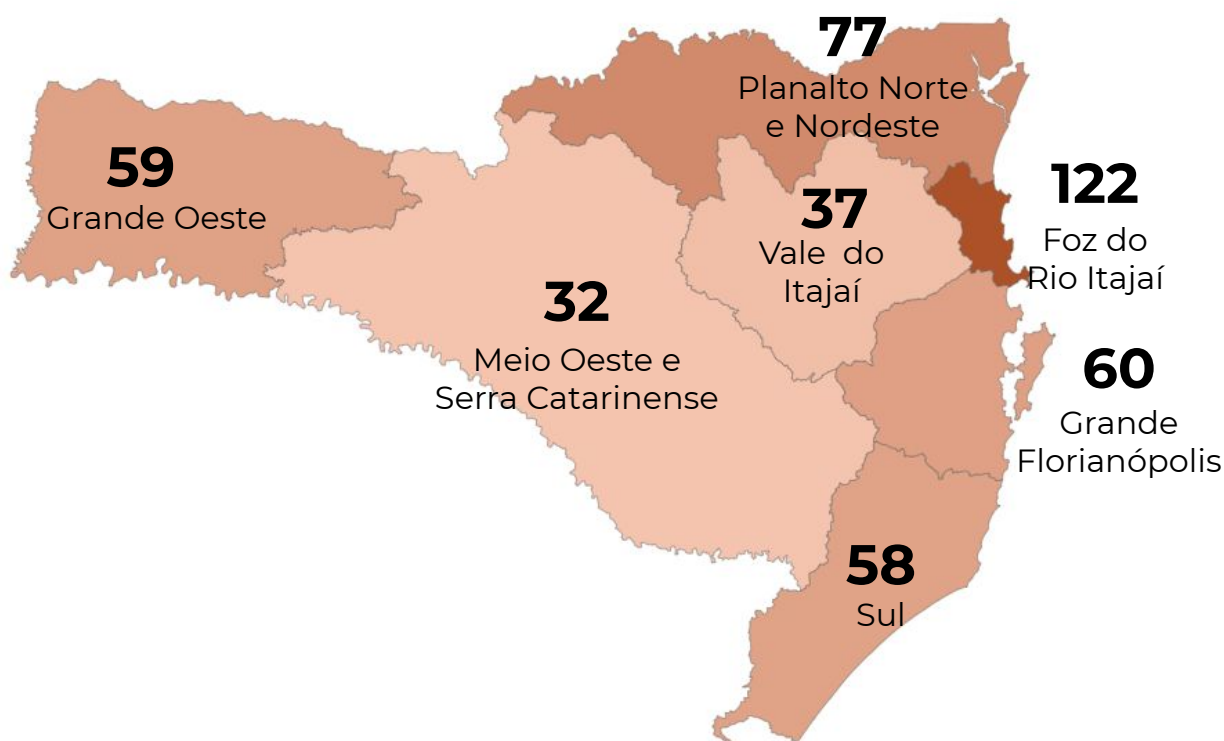 77
Planalto Norte
e Nordeste
59
Grande Oeste
122
Foz do
Rio Itajaí
37
Vale do
Itajaí
32
Meio Oeste e
Serra Catarinense
60
Grande
Florianópolis
58
Sul